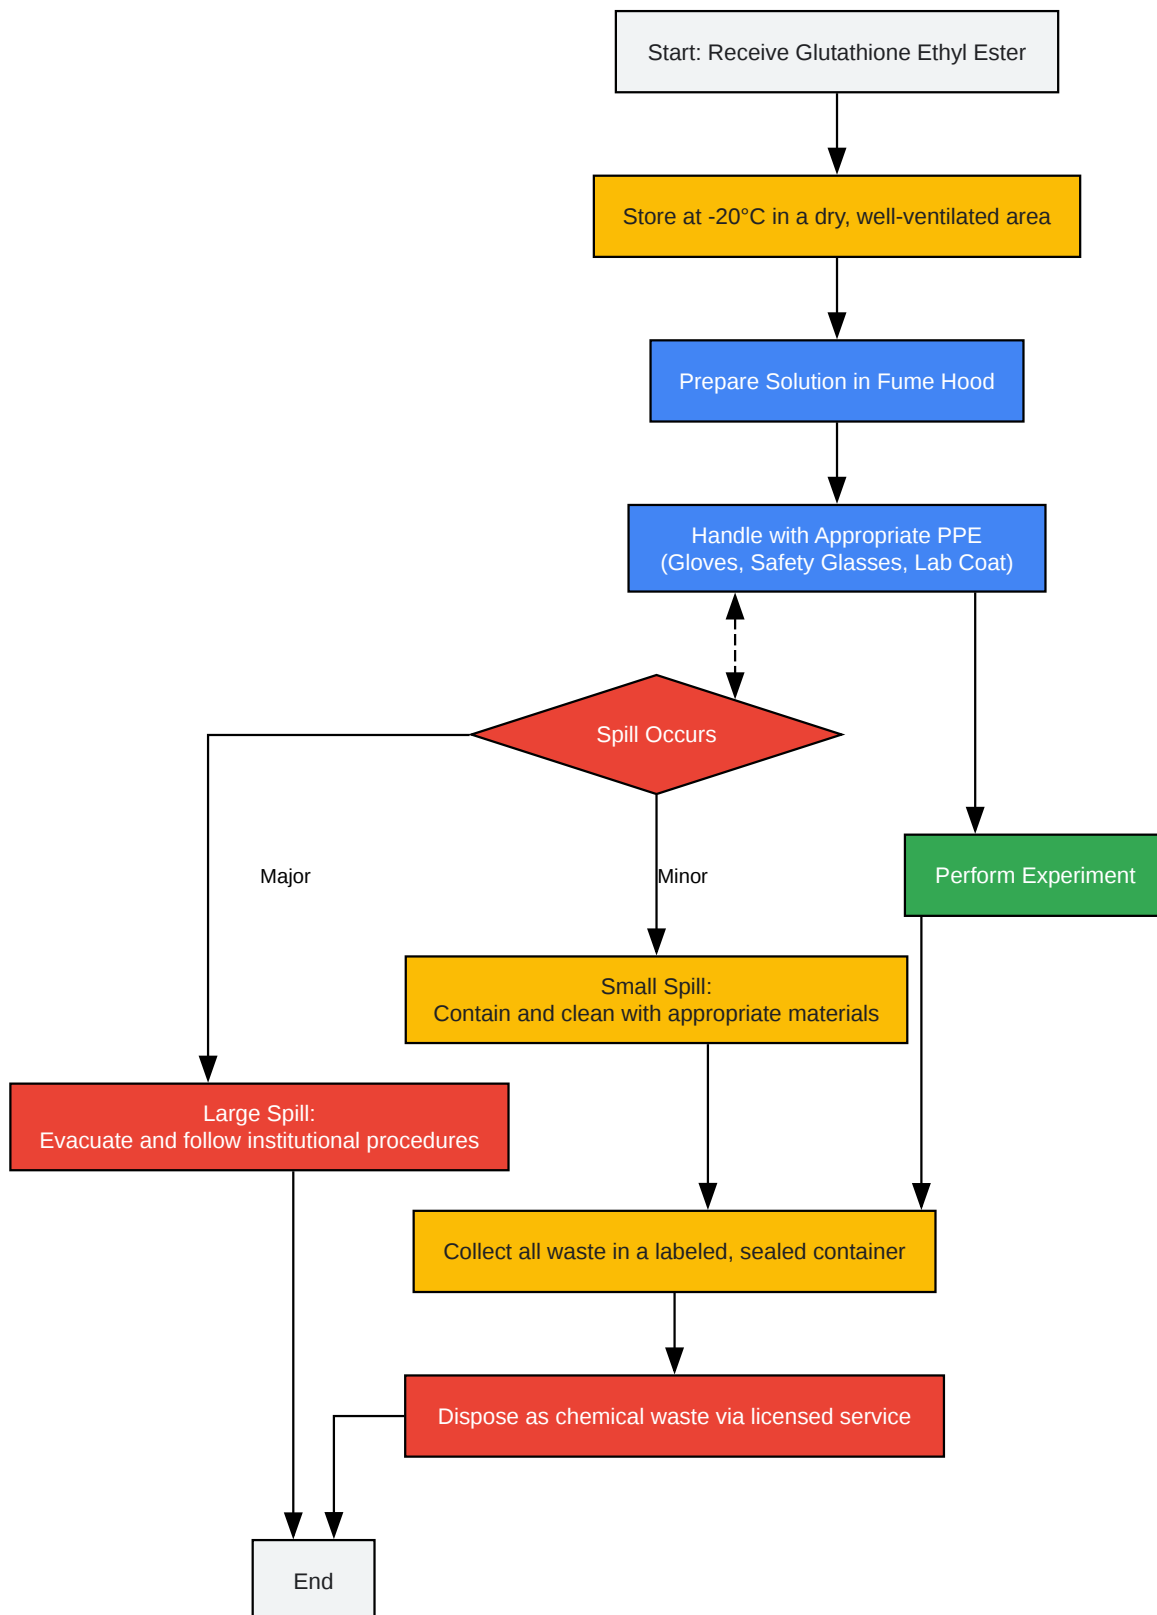 Start: Receive Glutathione Ethyl Ester
Store at -20°C in a dry, well-ventilated area
Prepare Solution in Fume Hood
Handle with Appropriate PPE
(Gloves, Safety Glasses, Lab Coat)
Spill Occurs
Major
Minor
Perform Experiment
Small Spill:
Contain and clean with appropriate materials
Large Spill:
Evacuate and follow institutional procedures
Collect all waste in a labeled, sealed container
Dispose as chemical waste via licensed service
End